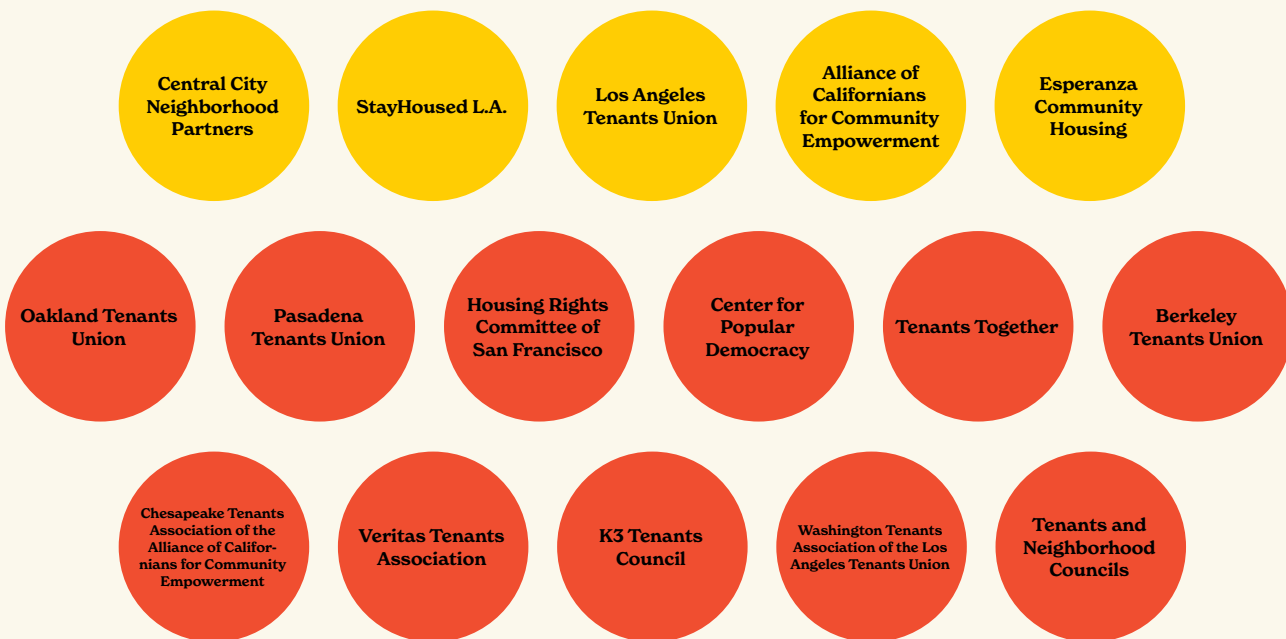 Central City
Neighborhood
Partners
StayHoused L.A.
Los Angeles
Tenants Union
Alliance of
Californians
for Community
Empowerment
Esperanza
Community
Housing
Oakland Tenants
Union
Pasadena
Tenants Union
Housing Rights
Committee of
San Francisco
Center for
Popular
Democracy
Tenants Together
Berkeley
Tenants Union
Chesapeake Tenants
Association of the
Alliance of Califor-
nians for Community
Empowerment
Veritas Tenants
Association
K3 Tenants
Council
Washington Tenants
Association of the Los
Angeles Tenants Union
Tenants and
Neighborhood
Councils